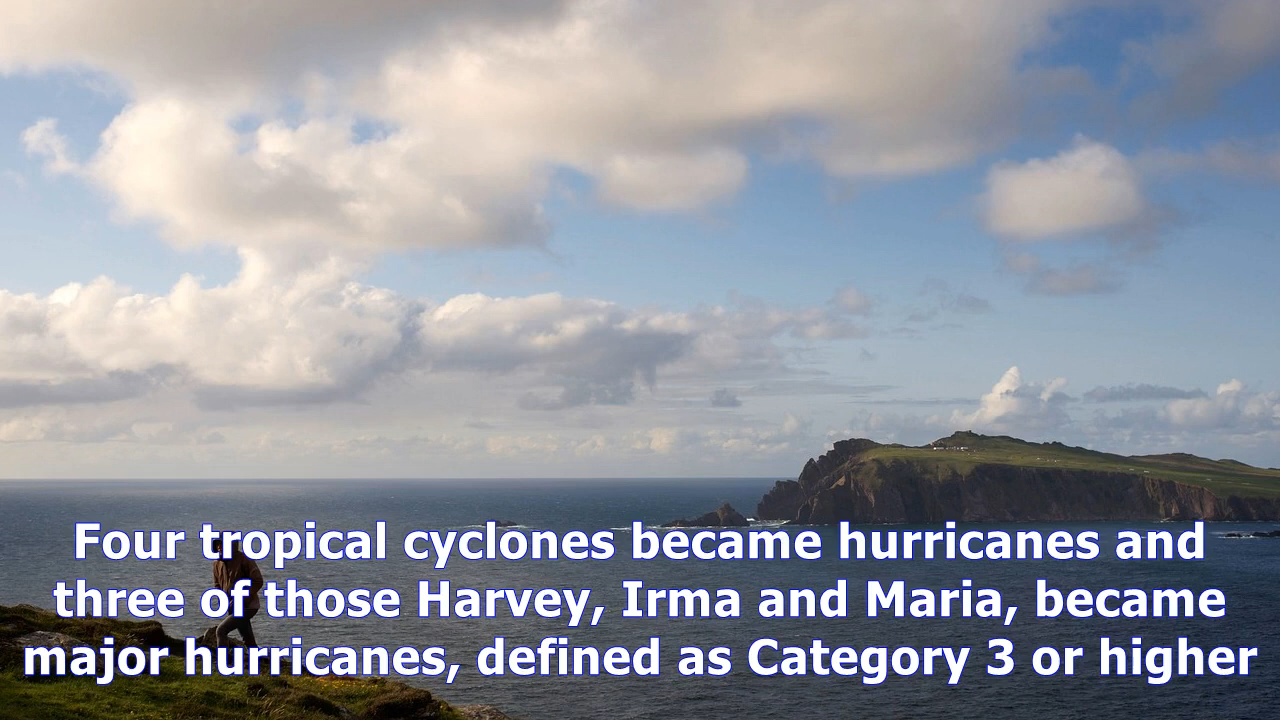 Four tropical cyclones became hurricanes and
three of those Harvey, Irma and Maria, became
major hurricanes, defined as Category 3 or higher